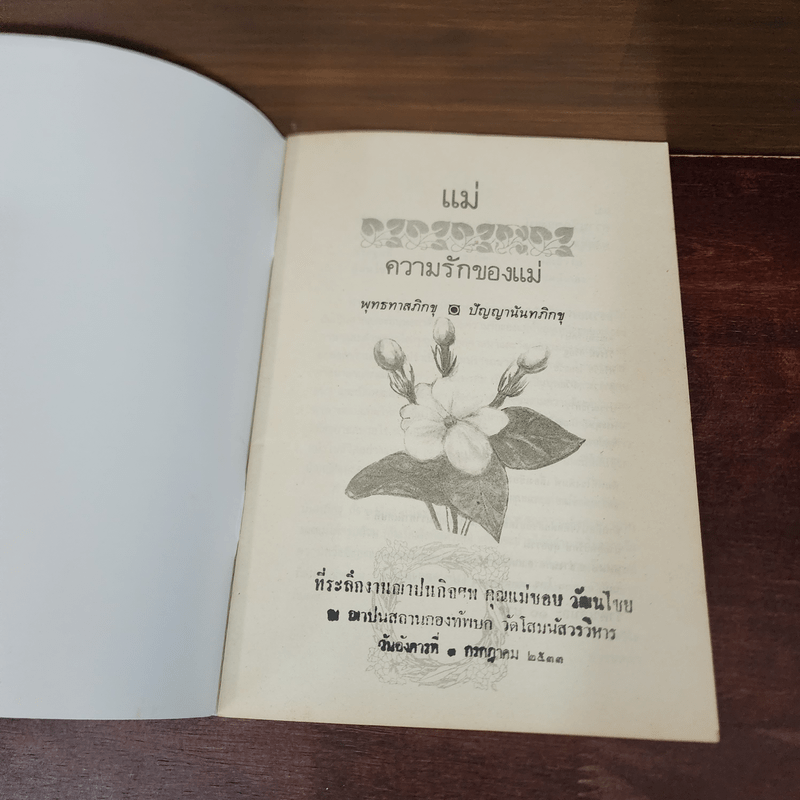 แม่
ความรักของแม่
พุทธทาสภิกขุ ปัญญานันทภิกขุ
ที่ระลึกงานฌาปนกิจศพ คุณแม่ชอบ วัฒนไชย
ณ ฌาปนสถานกองทัพบก วัดโสมนัสวรวิหาร
วันอังคารที่ ๑ กรกฎาคม ๒๕๓๓